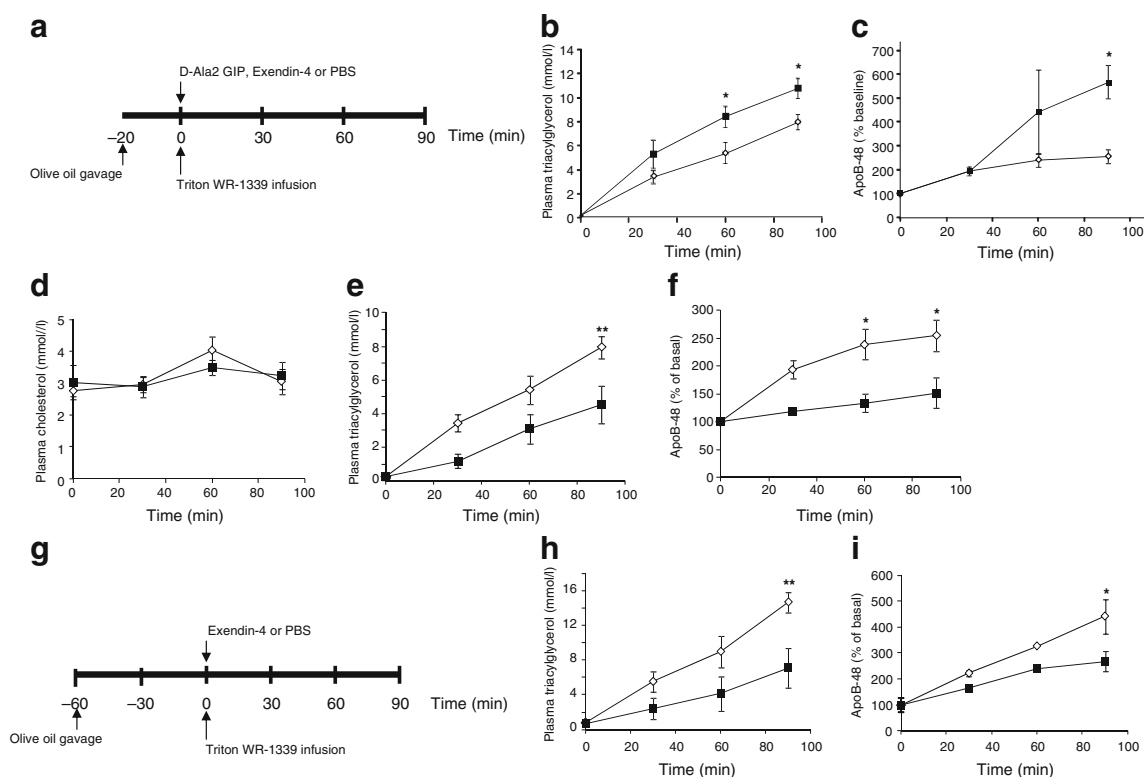 a
D-Ala2 GIP, Exendin-4 or PBS
–20 0 30 60 90 Time (min)
Olive oil gavage
Triton WR-1339 infusion
b
Plasma triacylglycerol (mmol/l)
14
12
10
8
6
4
2
0
* *
0 20 40 60 80 100
Time (min)
c
ApoB-48 (% baseline)
700
600
500
400
300
200
100
0
*
0 20 40 60 80 100
Time (min)
d
Plasma cholesterol (mmol//l)
5
4
3
2
1
0
0 20 40 60 80 100
Time (min)
e
Plasma triacylglycerol (mmol/l)
10
8
6
4
2
0
**
0 20 40 60 80 100
Time (min)
f
ApoB-48 (% of basal)
300
250
200
150
100
50
0
* *
0 20 40 60 80 100
Time (min)
g
Exendin-4 or PBS
–60 –30 0 30 60 90 Time (min)
Olive oil gavage
Triton WR-1339 infusion
h
Plasma triacylglycerol (mmol/l)
16
12
8
4
0
**
0 20 40 60 80 100
Time (min)
i
ApoB-48 (% of basal)
600
500
400
300
200
100
0
*
0 20 40 60 80 100
Time (min)